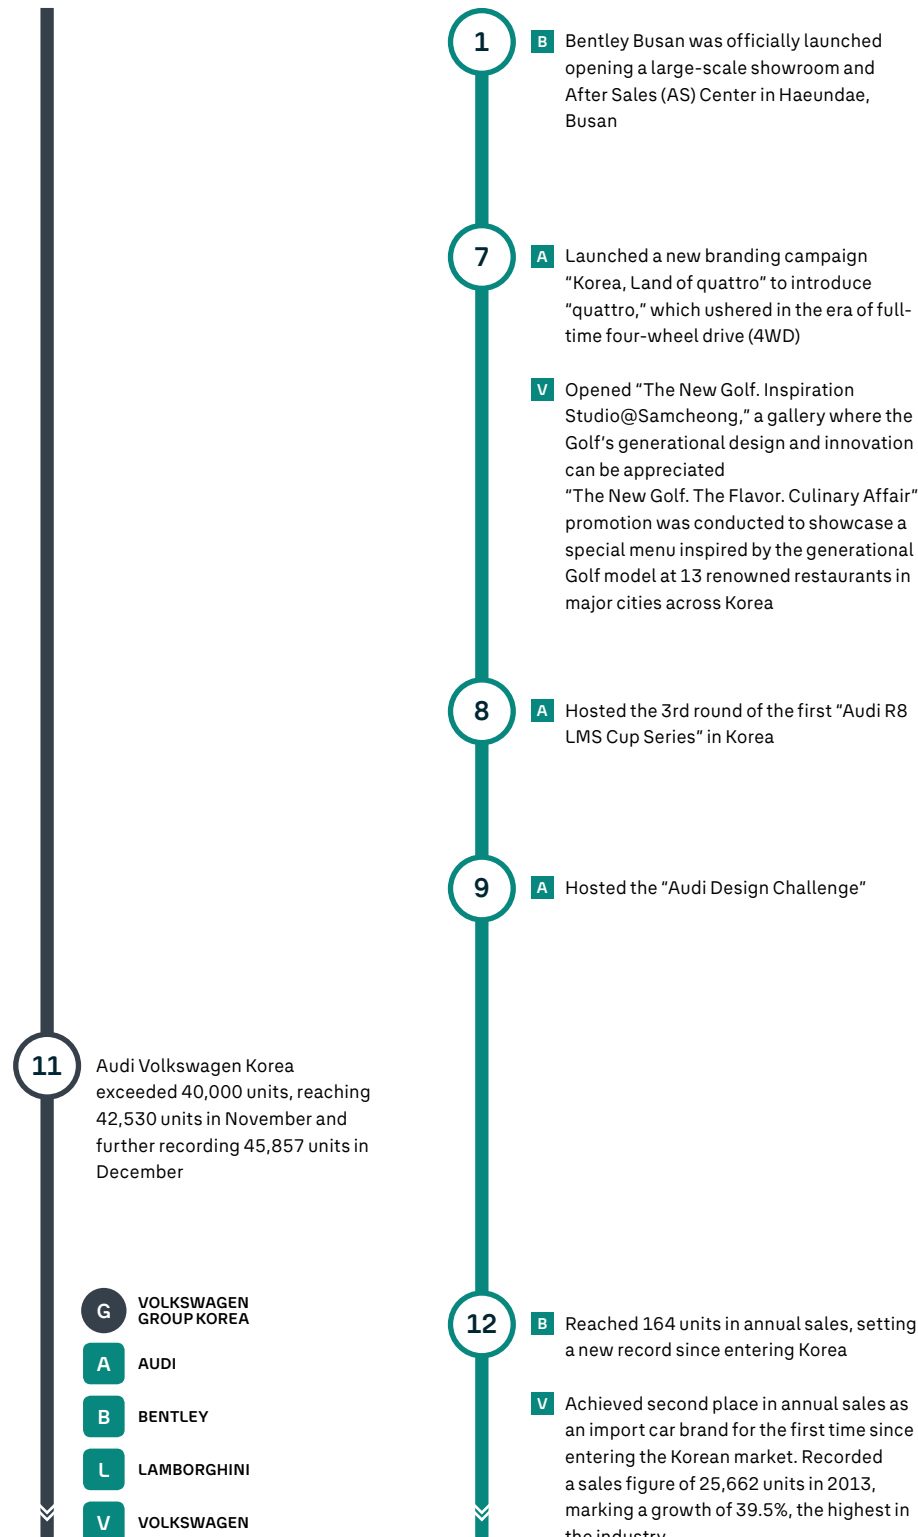 1
B Bentley Busan was officially launched
opening a large-scale showroom and
After Sales (AS) Center in Haeundae,
Busan
7
A Launched a new branding campaign
“Korea, Land of quattro” to introduce
“quattro,” which ushered in the era of full-
time four-wheel drive (4WD)
V Opened “The New Golf. Inspiration
Studio@Samcheong,” a gallery where the
Golf’s generational design and innovation
can be appreciated
“The New Golf. The Flavor. Culinary Affair”
promotion was conducted to showcase a
special menu inspired by the generational
Golf model at 13 renowned restaurants in
major cities across Korea
8
A Hosted the 3rd round of the first “Audi R8
LMS Cup Series” in Korea
9
A Hosted the “Audi Design Challenge”
11
Audi Volkswagen Korea
exceeded 40,000 units, reaching
42,530 units in November and
further recording 45,857 units in
December
G VOLKSWAGEN
GROUP KOREA
A AUDI
B BENTLEY
L LAMBORGHINI
V VOLKSWAGEN
12
B Reached 164 units in annual sales, setting
a new record since entering Korea
V Achieved second place in annual sales as
an import car brand for the first time since
entering the Korean market. Recorded
a sales figure of 25,662 units in 2013,
marking a growth of 39.5%, the highest in
the industry